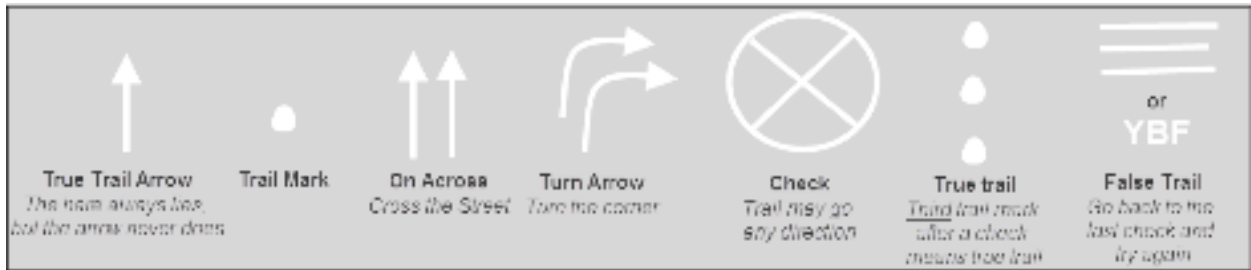 True Trail Arrow
The hare always lies,
but the arrow never does
Trail Mark
On Across
Cross the Street
Turn Arrow
Turn the corner
Check
Trail may go
any direction
True trail
Third trail mark
after a check
means true trail
or
YBF
False Trail
Go back to the
last check and
try again